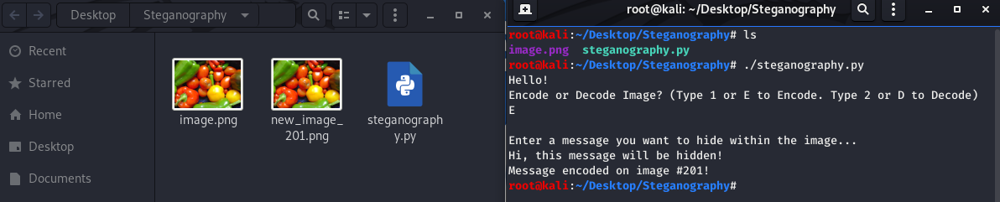 Desktop
Steganography
Recent
Starred
Home
Desktop
Documents
image.png
new_image_
201.png
steganograph
y.py
root@kali: ~/Desktop/Steganography
root@kali:~/Desktop/Steganography# ls
image.png  steganography.py
root@kali:~/Desktop/Steganography# ./steganography.py
Hello!
Encode or Decode Image? (Type 1 or E to Encode. Type 2 or D to Decode)
E
Enter a message you want to hide within the image...
Hi, this message will be hidden!
Message encoded on image #201!
root@kali:~/Desktop/Steganography#